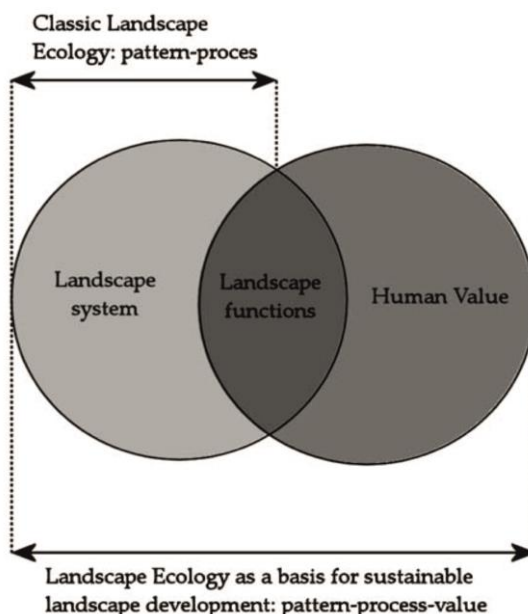 Classic Landscape
Ecology: pattern-proces
Landscape
system
Landscape
functions
Human Value
Landscape Ecology as a basis for sustainable
landscape development: pattern-process-value